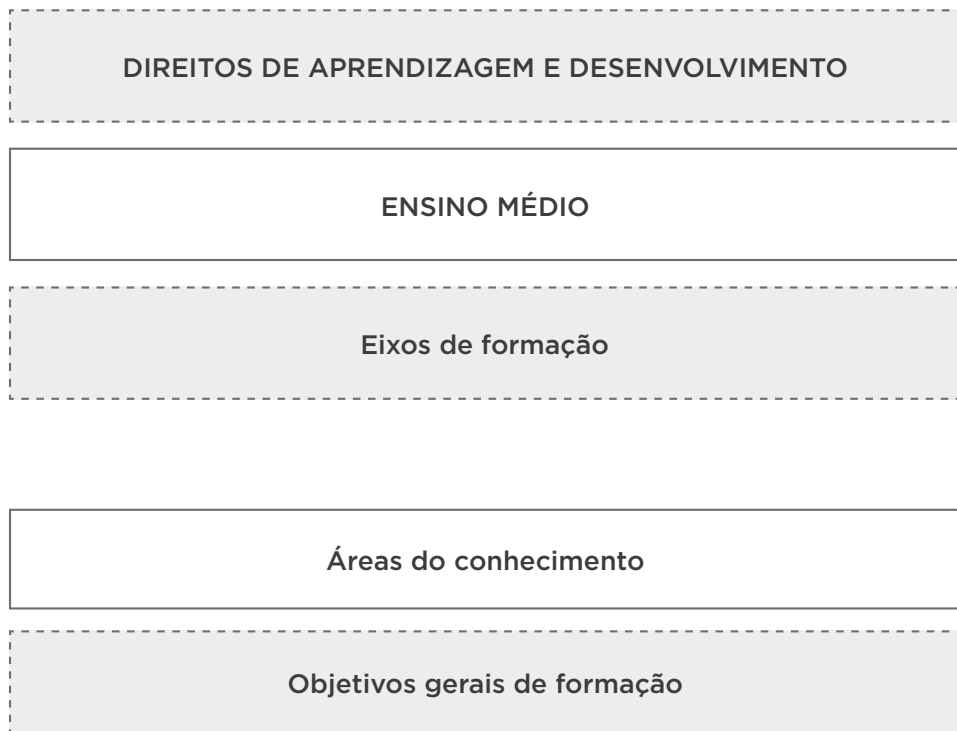 DIREITOS DE APRENDIZAGEM E DESENVOLVIMENTO
ENSINO MÉDIO
Eixos de formação
Áreas do conhecimento
Objetivos gerais de formação